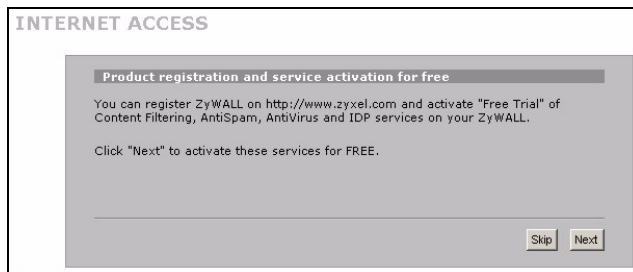 INTERNET ACCESS
Product registration and service activation for free
You can register ZyWALL on http://www.zyxel.com and activate "Free Trial" of
Content Filtering, AntiSpam, AntiVirus and IDP services on your ZyWALL.
Click "Next" to activate these services for FREE.
Skip Next